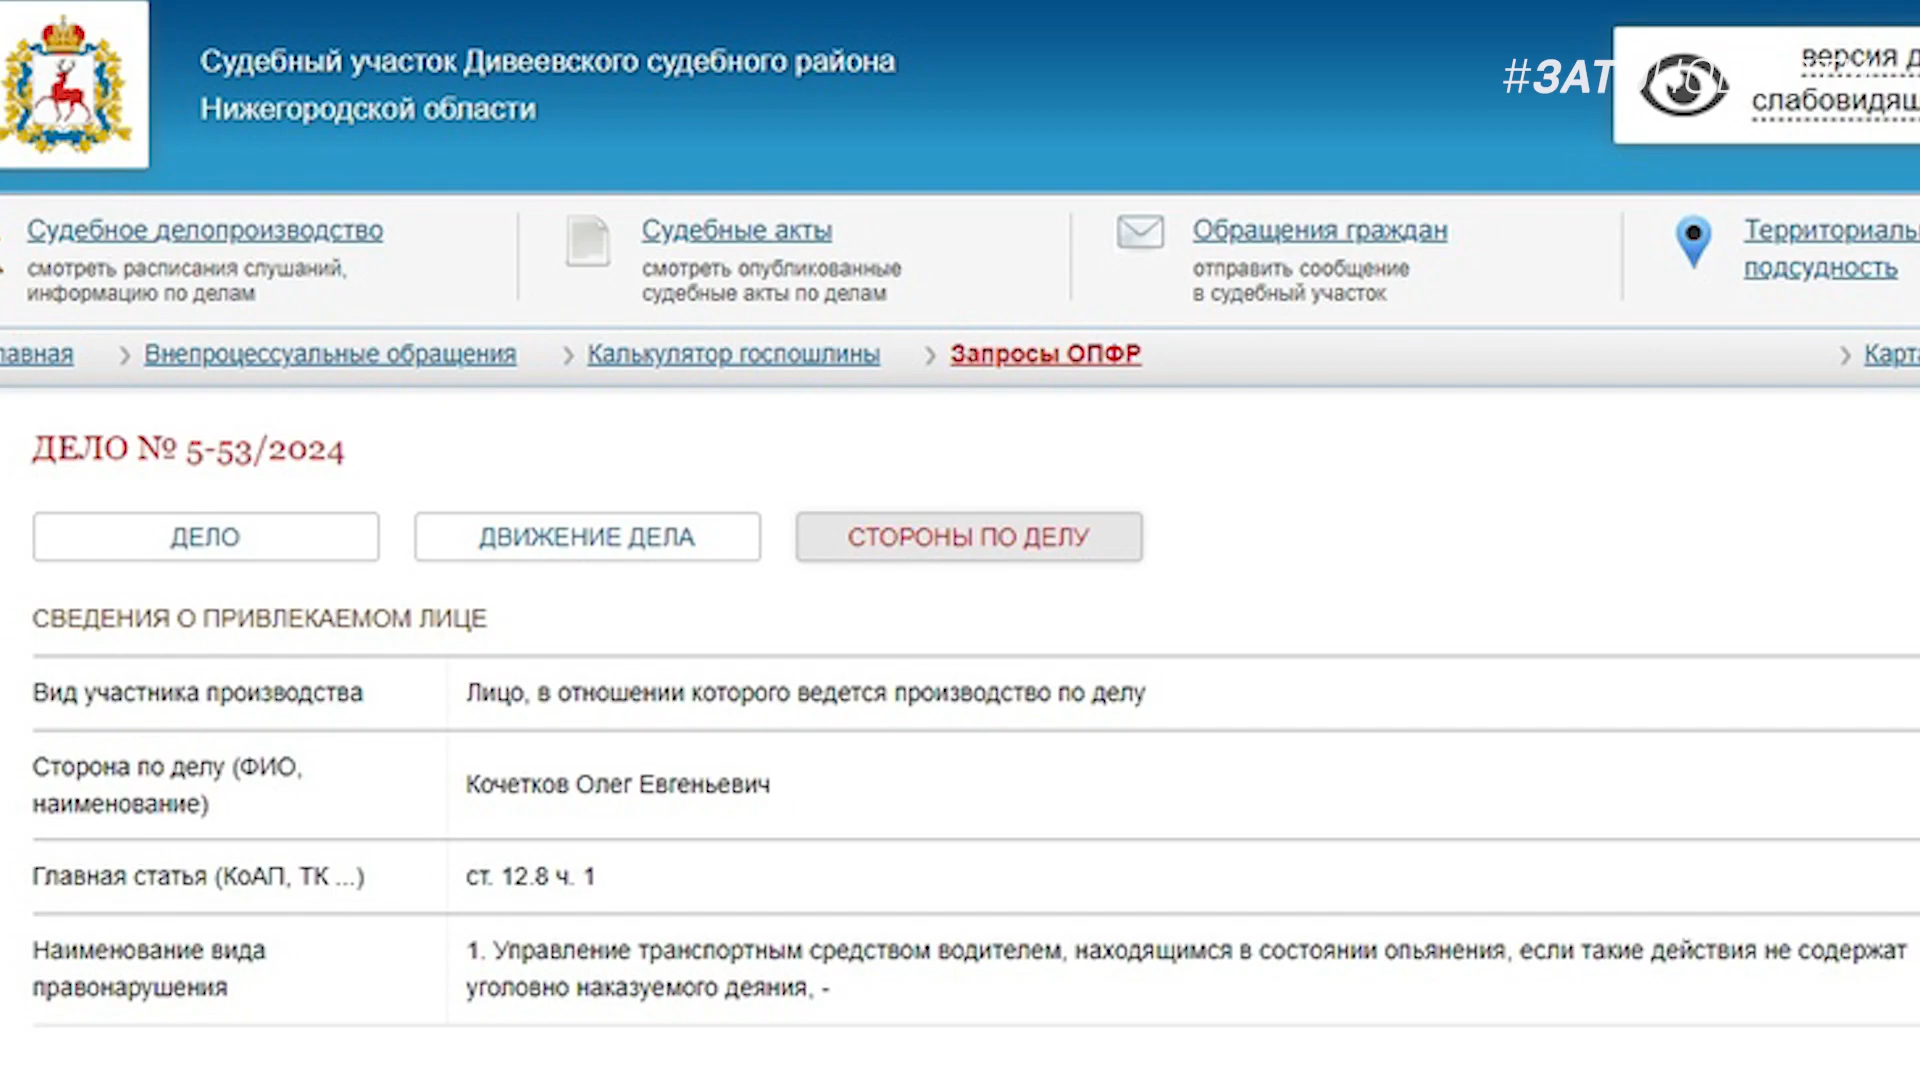 Судебный участок Дивеевского судебного района
Нижегородской области
#ЗАТО
версия
слабовидящ
Судебное делопроизводство
смотреть расписания слушаний,
информацию по делам
Судебные акты
смотреть опубликованные
судебные акты по делам
Обращения граждан
отправить сообщение
в судебный участок
Территориаль
подсудность
лавная
Внепроцессуальные обращения
Калькулятор госпошлины
Запросы ОПФР
Карта
ДЕЛО № 5-53/2024
ДЕЛО
ДВИЖЕНИЕ ДЕЛА
СТОРОНЫ ПО ДЕЛУ
СВЕДЕНИЯ О ПРИВЛЕКАЕМОМ ЛИЦЕ
Вид участника производства
Лицо, в отношении которого ведется производство по делу
Сторона по делу (ФИО,
наименование)
Кочетков Олег Евгеньевич
Главная статья (КоАП, ТК ...)
ст. 12.8 ч. 1
Наименование вида
правонарушения
1. Управление транспортным средством водителем, находящимся в состоянии опьянения, если такие действия не содержат
уголовно наказуемого деяния, -